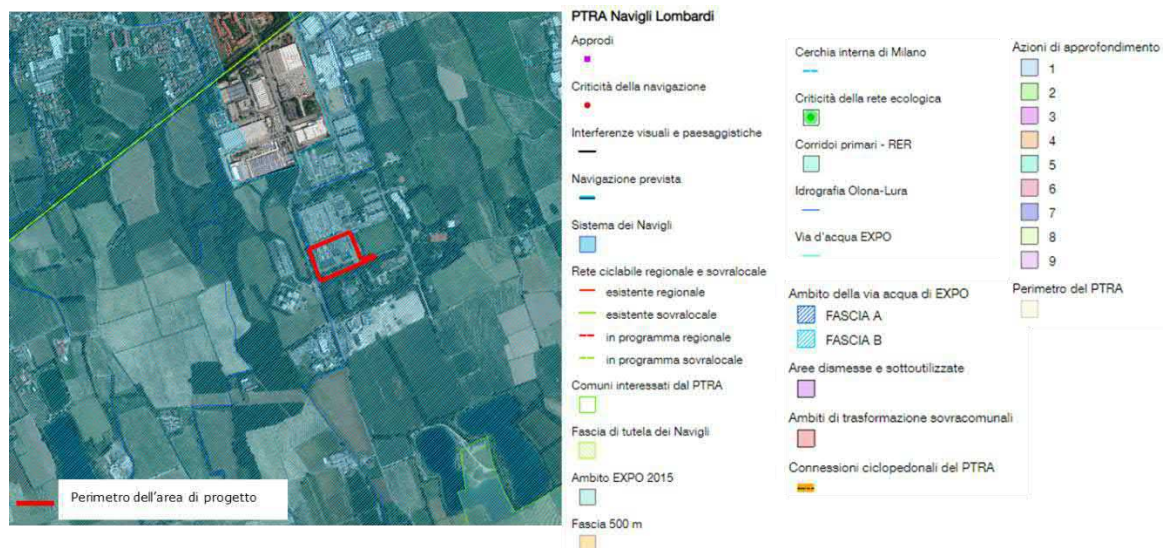 PTRA Navigli Lombardi
Approdi
Criticità della navigazione
Interferenze visuali e paesaggistiche
Navigazione prevista
Sistema dei Navigli
Rete ciclabile regionale e sovralocale
esistente regionale
esistente sovralocale
in programma regionale
in programma sovralocale
Comuni interessati dal PTRA
Fascia di tutela dei Navigli
Ambito EXPO 2015
Fascia 500 m
Cerchia interna di Milano
Criticità della rete ecologica
Corridoi primari - RER
Idrografia Olona-Lura
Via d'acqua EXPO
Ambito della via acqua di EXPO
FASCIA A
FASCIA B
Aree dismesse e sottoutilizzate
Ambiti di trasformazione sovracomunali
Connessioni ciclopedonali del PTRA
Azioni di approfondimento
1
2
3
4
5
6
7
8
9
Perimetro del PTRA
Perimetro dell'area di progetto